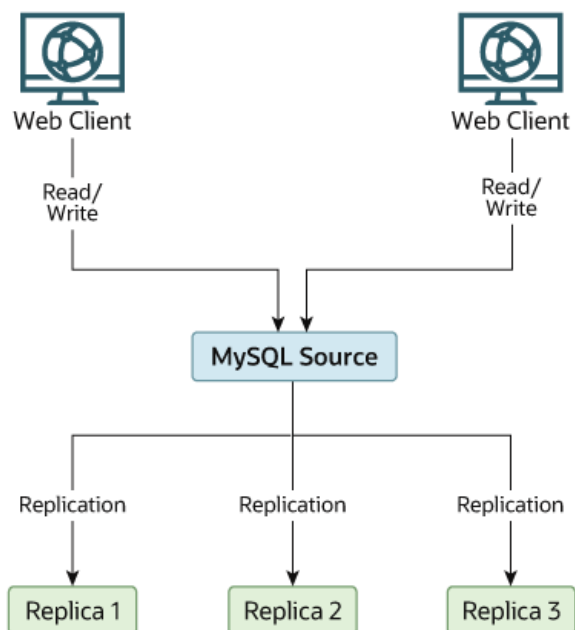 Web Client
Web Client
Read/
Write
Read/
Write
MySQL Source
Replication
Replication
Replication
Replica 1
Replica 2
Replica 3